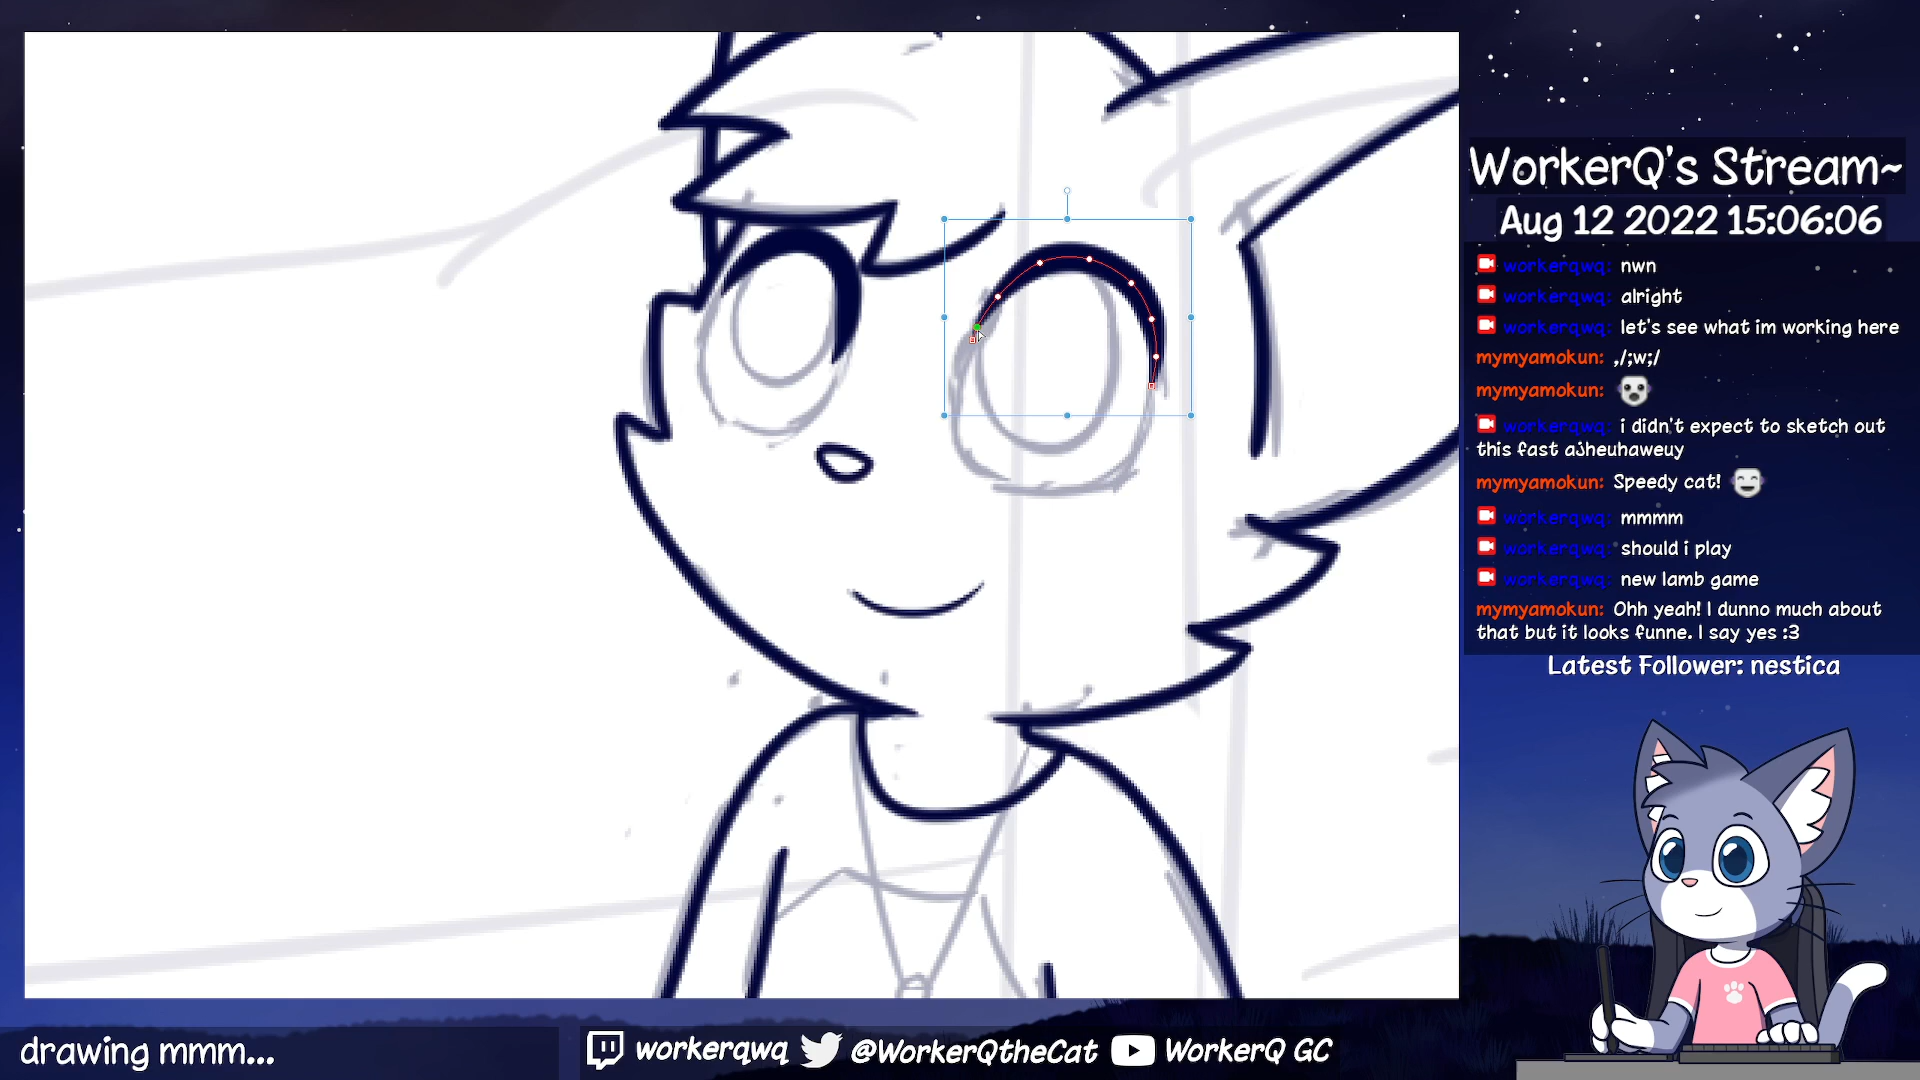 WorkerQ's Stream~
Aug 12 2022 15:06:06
workerqwq: nwn
workerqwq: alright
workerqwq: let's see what im working here
mymyamokun: ,/;w;/
mymyamokun:
workerqwq: i didn't expect to sketch out
this fast ajheuhaweuy
mymyamokun: Speedy cat!
workerqwq: mmmm
workerqwq: should i play
workerqwq: new lamb game
mymyamokun: Ohh yeah! I dunno much about
that but it looks funne. I say yes :3
Latest Follower: nestica
drawing mmm...
workerqwq @WorkerQtheCat WorkerQ GC